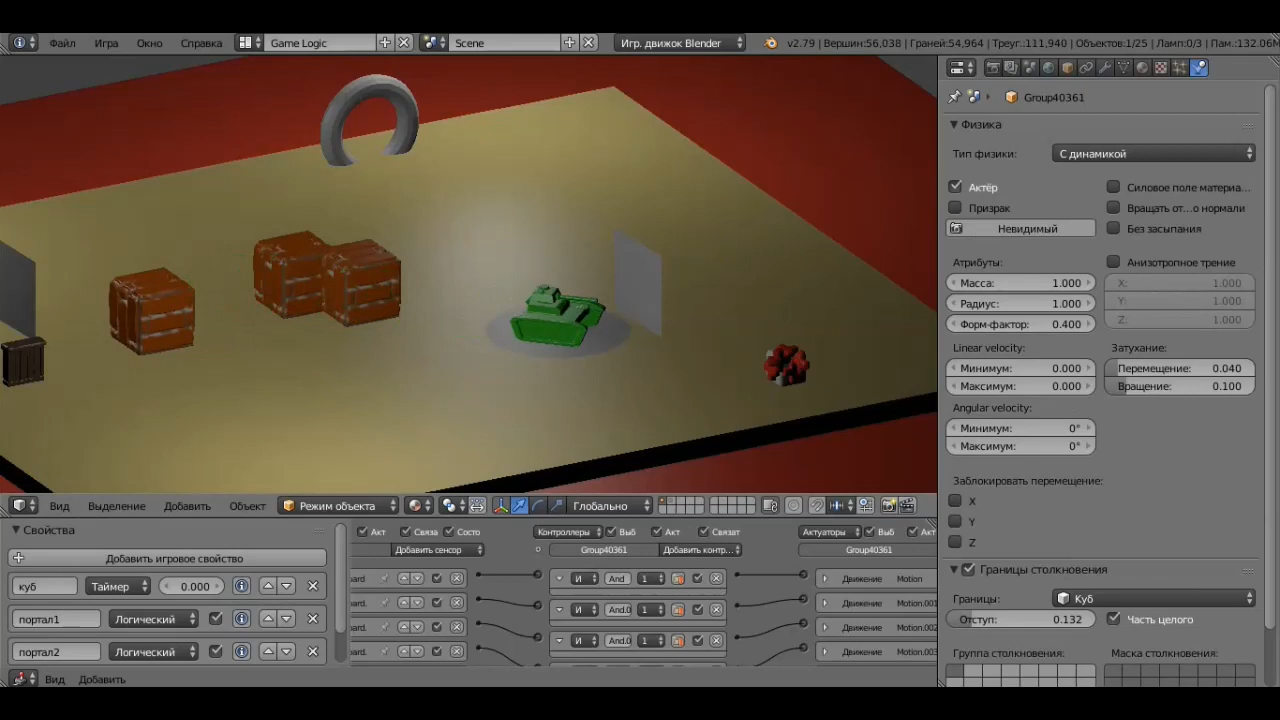 Файл Игра Окно Справка Game Logic Scene Игр. движок Blender v2.79 | Вершин:56,038 | Граней:54,964 | Треуг.:111,940 | Объектов:1/25 | Ламп:0/3 | Пам.:132.06M
Group40361
Физика
Тип физики: С динамикой
Актёр Силовое поле материа...
Призрак Вращать от...о нормали
Невидимый Без засыпания
Атрибуты: Анизотропное трение
Масса: 1.000 X: 1.000
Радиус: 1.000 Y: 1.000
Форм-фактор: 0.400 Z: 1.000
Linear velocity: Затухание:
Минимум: 0.000 Перемещение: 0.040
Максимум: 0.000 Вращение: 0.100
Angular velocity:
Минимум: 0°
Максимум: 0°
Заблокировать перемещение:
X
Y
Z
Границы столкновения
Границы: Куб
Отступ: 0.132 Часть целого
Группа столкновения: Маска столкновения:
Вид Выделение Добавить Объект Режим объекта Глобально
Свойства Акт Связа Состо Контроллеры Выб Акт Связат Актуаторы Выб Акт
Добавить сенсор Group40361 Добавить контр... Group40361
Добавить игровое свойство
куб Таймер 0.000 ard. И And 1 Движение Motion
портал1 Логический ard. И And.0 1 Движение Motion.001
ard. Движение Motion.002
портал2 Логический ard. И And.0 1 Движение Motion.003
Вид Добавить